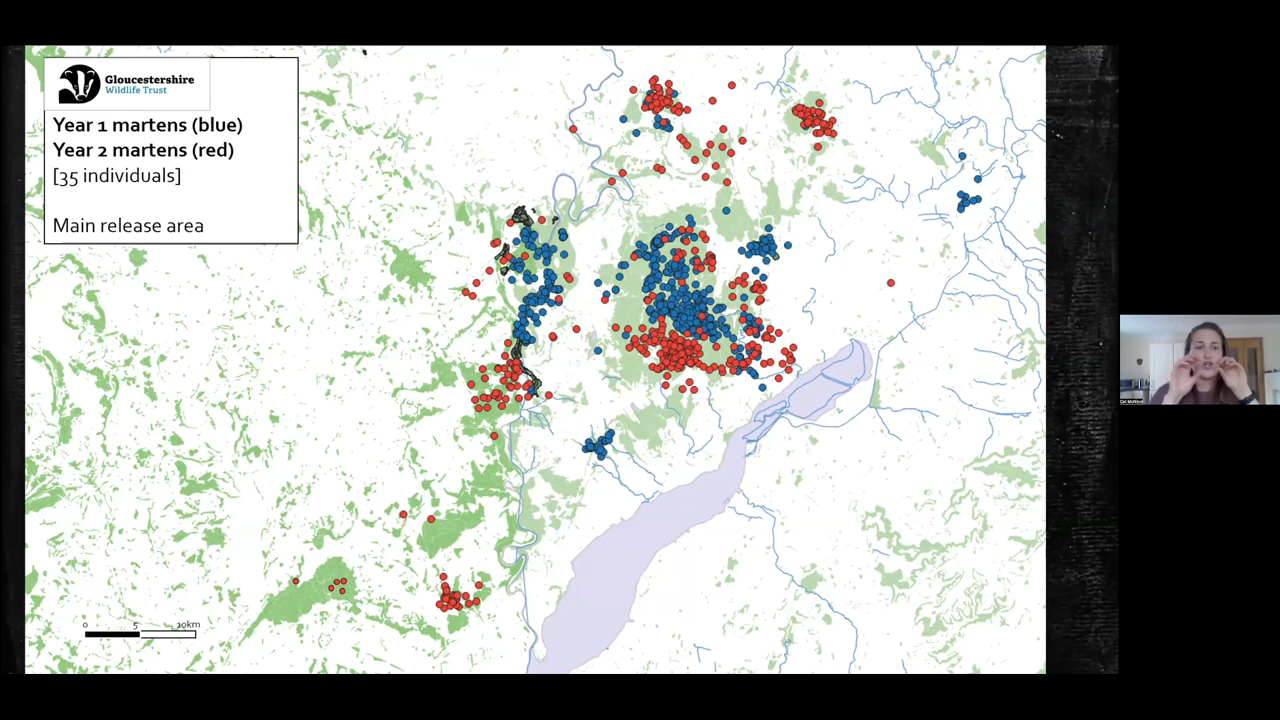 Gloucestershire
Wildlife Trust
Year 1 martens (blue)
Year 2 martens (red)
[35 individuals]
Main release area
0 5 10km